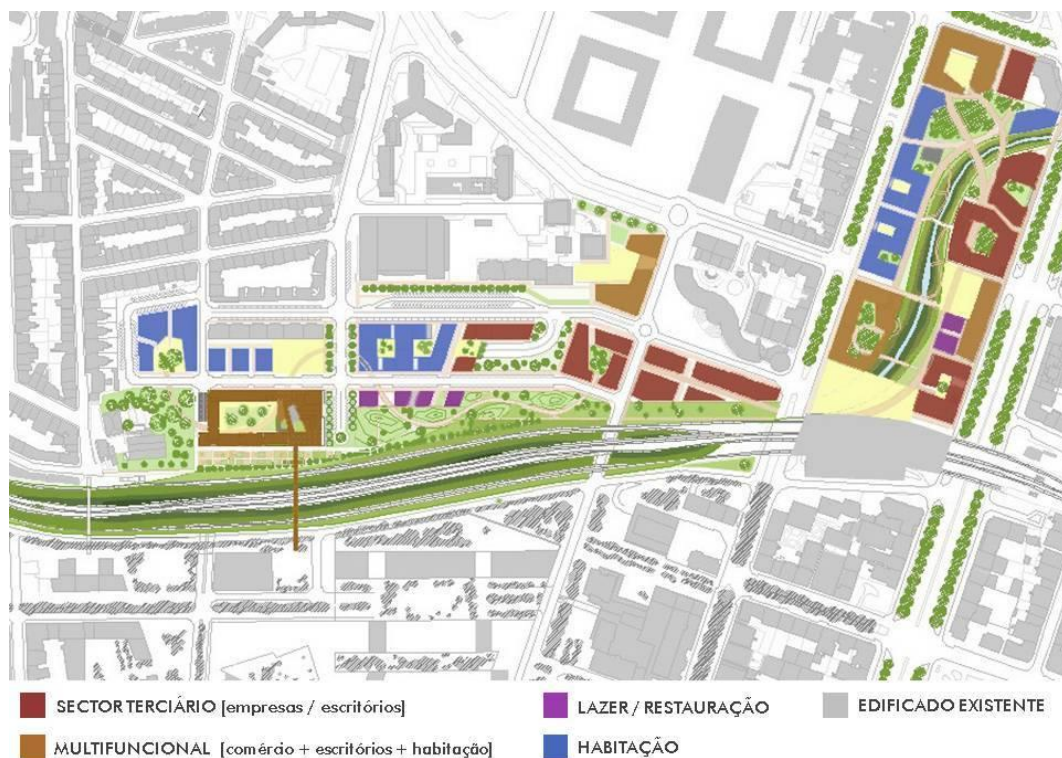 SECTOR TERCIÁRIO [empresas / escritórios]
LAZER / RESTAURAÇÃO
EDIFICADO EXISTENTE
MULTIFUNCIONAL [comércio + escritórios + habitação]
HABITAÇÃO